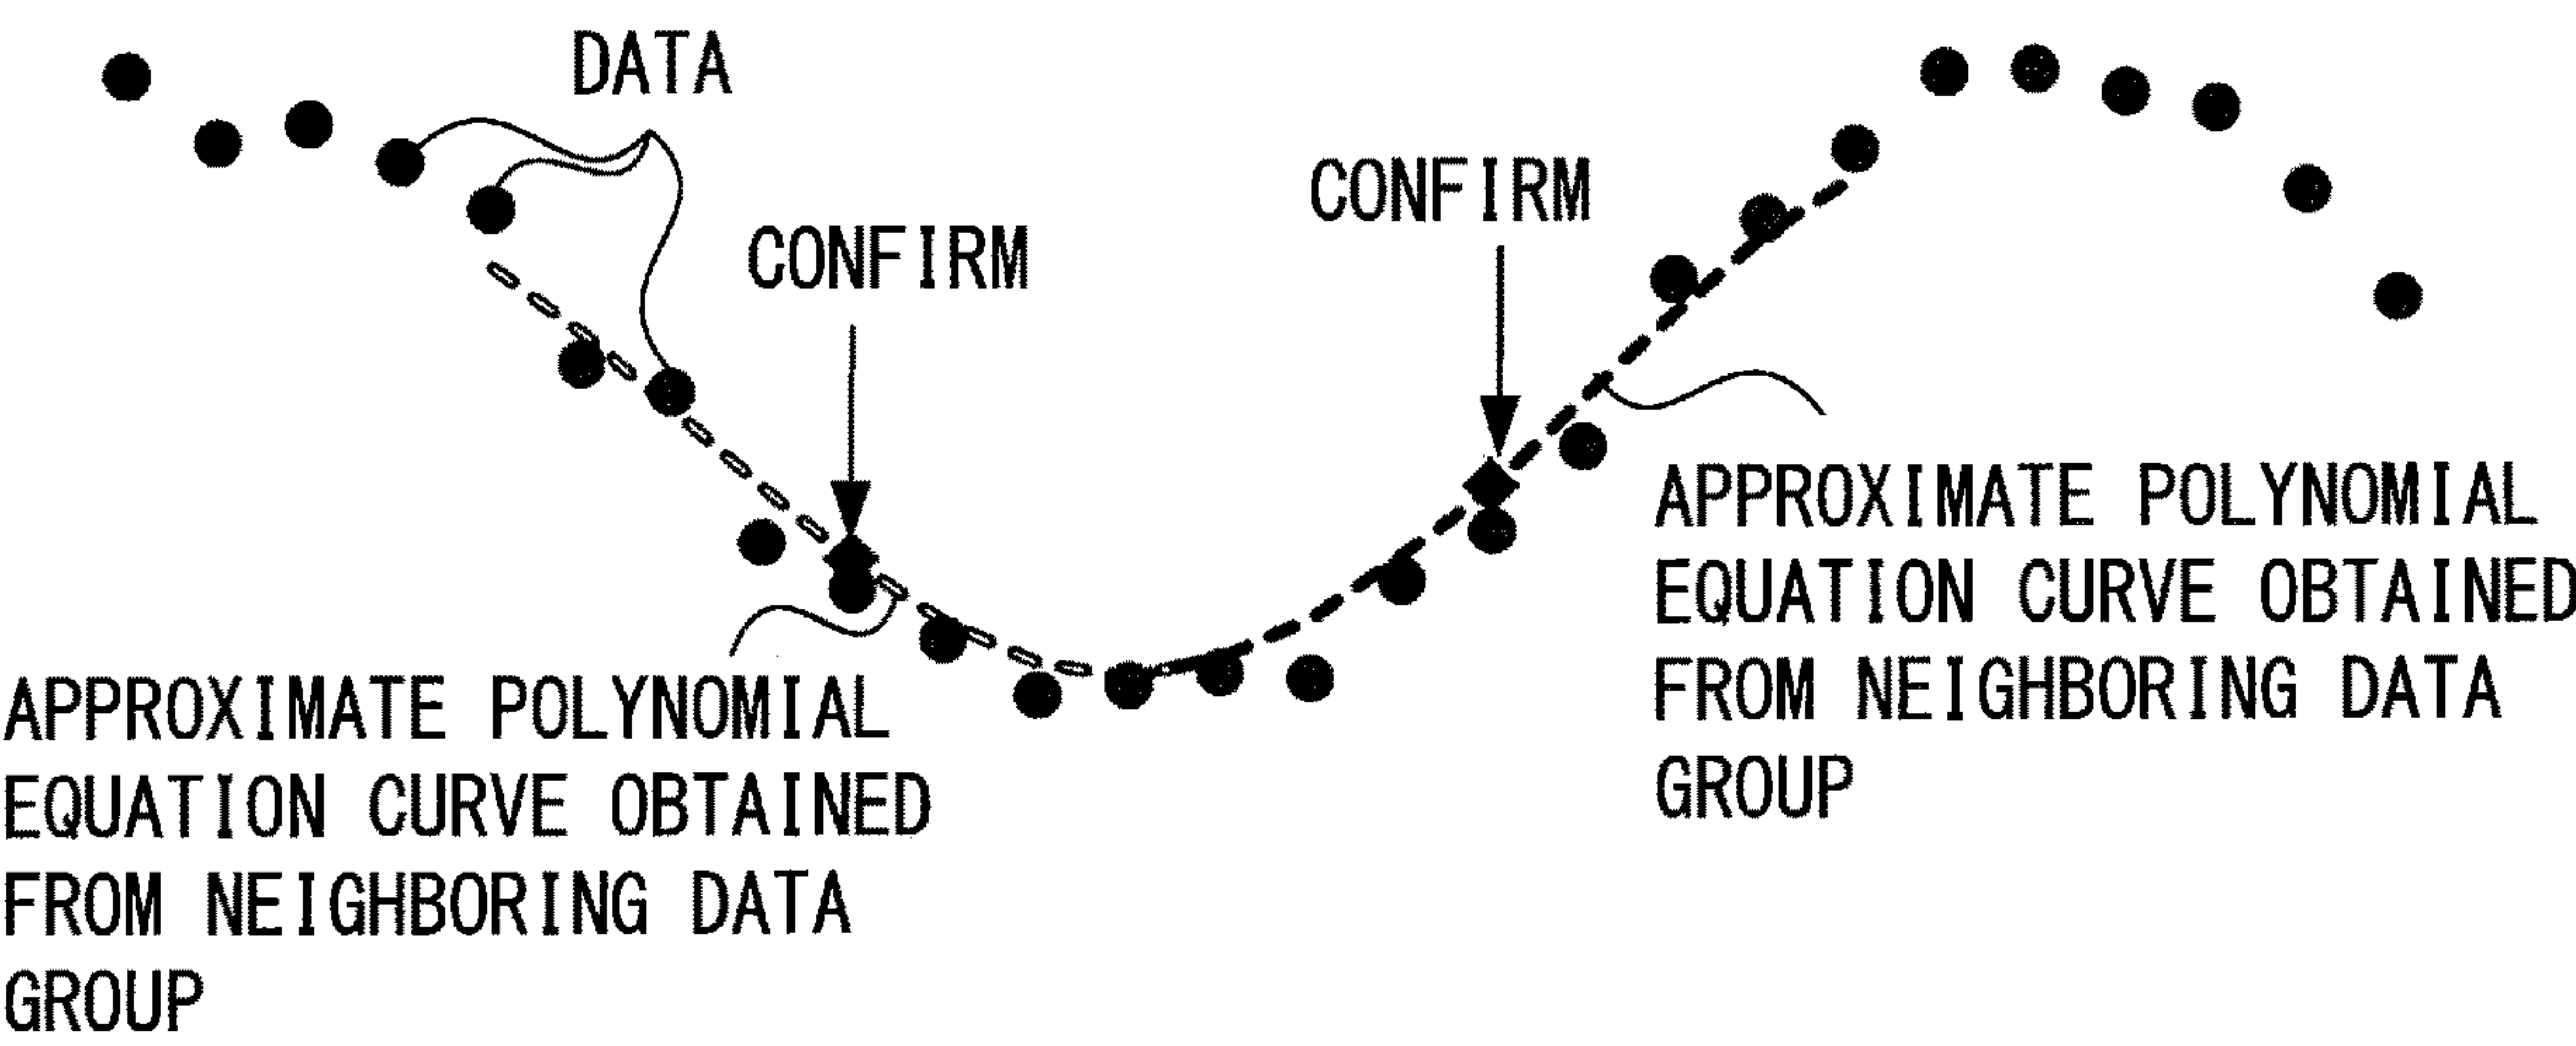 DATA
CONFIRM
CONFIRM
APPROXIMATE POLYNOMIAL
EQUATION CURVE OBTAINED
FROM NEIGHBORING DATA
GROUP
APPROXIMATE POLYNOMIAL
EQUATION CURVE OBTAINED
FROM NEIGHBORING DATA
GROUP